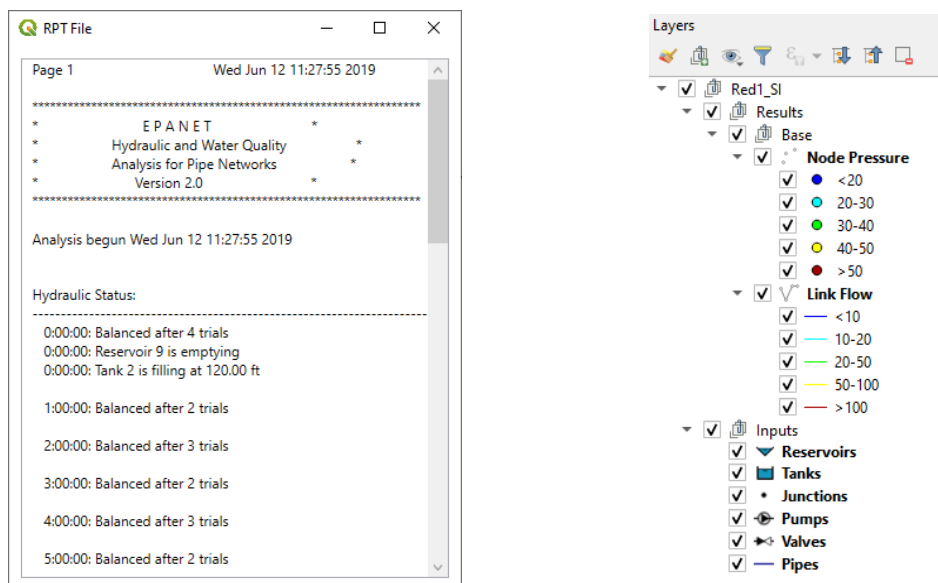 RPT File
Page 1 Wed Jun 12 11:27:55 2019
******************************************************************
* E P A N E T *
* Hydraulic and Water Quality *
* Analysis for Pipe Networks *
* Version 2.0 *
******************************************************************
Analysis begun Wed Jun 12 11:27:55 2019
Hydraulic Status:
-----------------------------------------------------------------------
0:00:00: Balanced after 4 trials
0:00:00: Reservoir 9 is emptying
0:00:00: Tank 2 is filling at 120.00 ft
1:00:00: Balanced after 2 trials
2:00:00: Balanced after 3 trials
3:00:00: Balanced after 2 trials
4:00:00: Balanced after 3 trials
5:00:00: Balanced after 2 trials
Layers
Red1_SI
Results
Base
Node Pressure
<20
20-30
30-40
40-50
>50
Link Flow
<10
10-20
20-50
50-100
>100
Inputs
Reservoirs
Tanks
Junctions
Pumps
Valves
Pipes